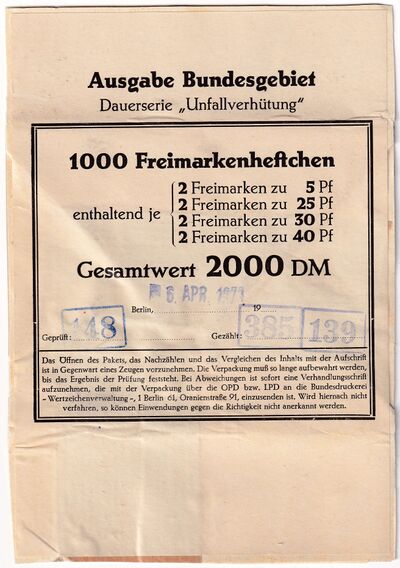 Ausgabe Bundesgebiet
Dauerserie „Unfallverhütung“
1000 Freimarkenheftchen
enthaltend je
2 Freimarken zu 5 Pf
2 Freimarken zu 25 Pf
2 Freimarken zu 30 Pf
2 Freimarken zu 40 Pf
Gesamtwert 2000 DM
6. APR.
Berlin, 19
Geprüft: 148 Gezählt: 385 139
Das Öffnen des Pakets, das Nachzählen und das Vergleichen des Inhalts mit der Aufschrift
ist in Gegenwart eines Zeugen vorzunehmen. Die Verpackung muß so lange aufbewahrt werden,
bis das Ergebnis der Prüfung feststeht. Bei Abweichungen ist sofort eine Verhandlungsschrift
aufzunehmen, die mit der Verpackung über die OPD bzw. LPD an die Bundesdruckerei
- Wertzeichenverwaltung -, 1 Berlin 61, Oranienstraße 91, einzusenden ist. Wird hiernach nicht
verfahren, so können Einwendungen gegen die Richtigkeit nicht anerkannt werden.